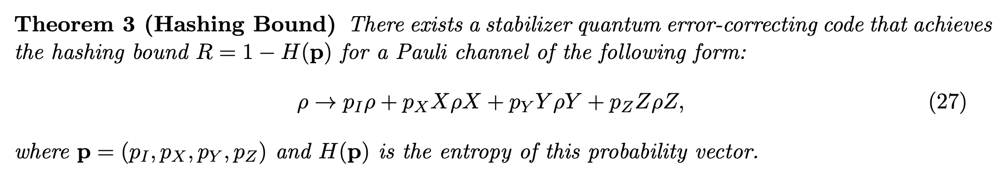 Theorem 3 (Hashing Bound) There exists a stabilizer quantum error-correcting code that achieves
the hashing bound R = 1 − H(p) for a Pauli channel of the following form:
ρ → p_I ρ + p_X XρX + p_Y YρY + p_Z ZρZ, (27)
where p = (p_I, p_X, p_Y, p_Z) and H(p) is the entropy of this probability vector.